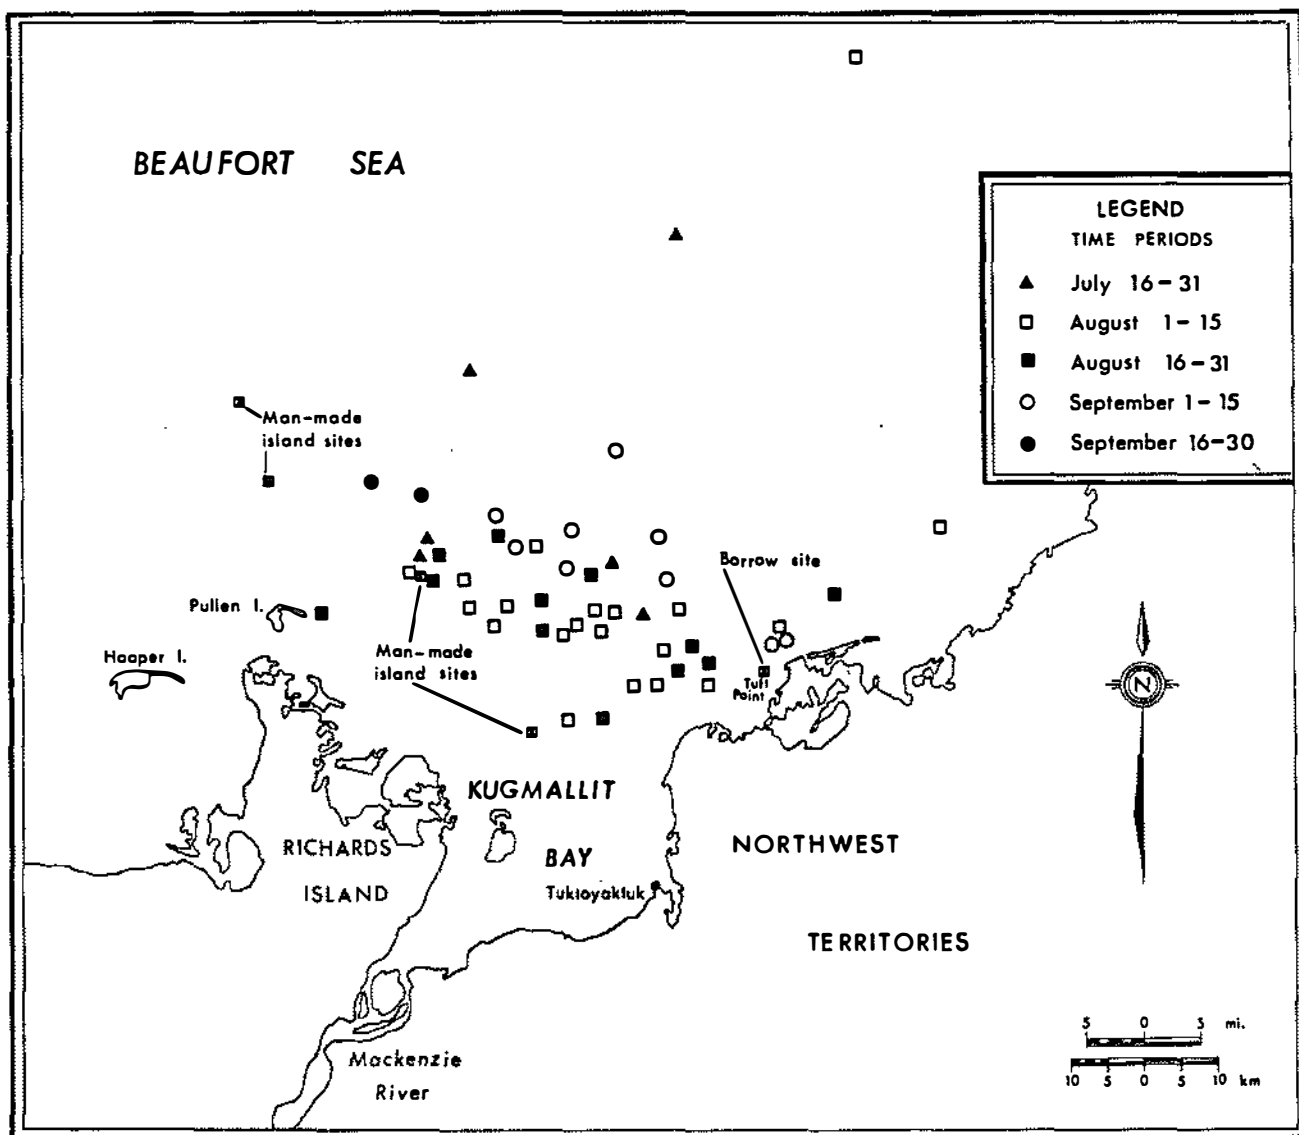 BEAUFORT SEA
LEGEND
TIME PERIODS
July 16-31
August 1-15
August 16-31
September 1-15
September 16-30
Man-made
island sites
Borrow site
Pullen I.
Hooper I.
Man-made
island sites
Tuft
Point
N
KUGMALLIT
BAY
RICHARDS
ISLAND
NORTHWEST
TERRITORIES
Tuktoyaktuk
Mackenzie
River
5 0 5 mi.
10 5 0 5 10 km